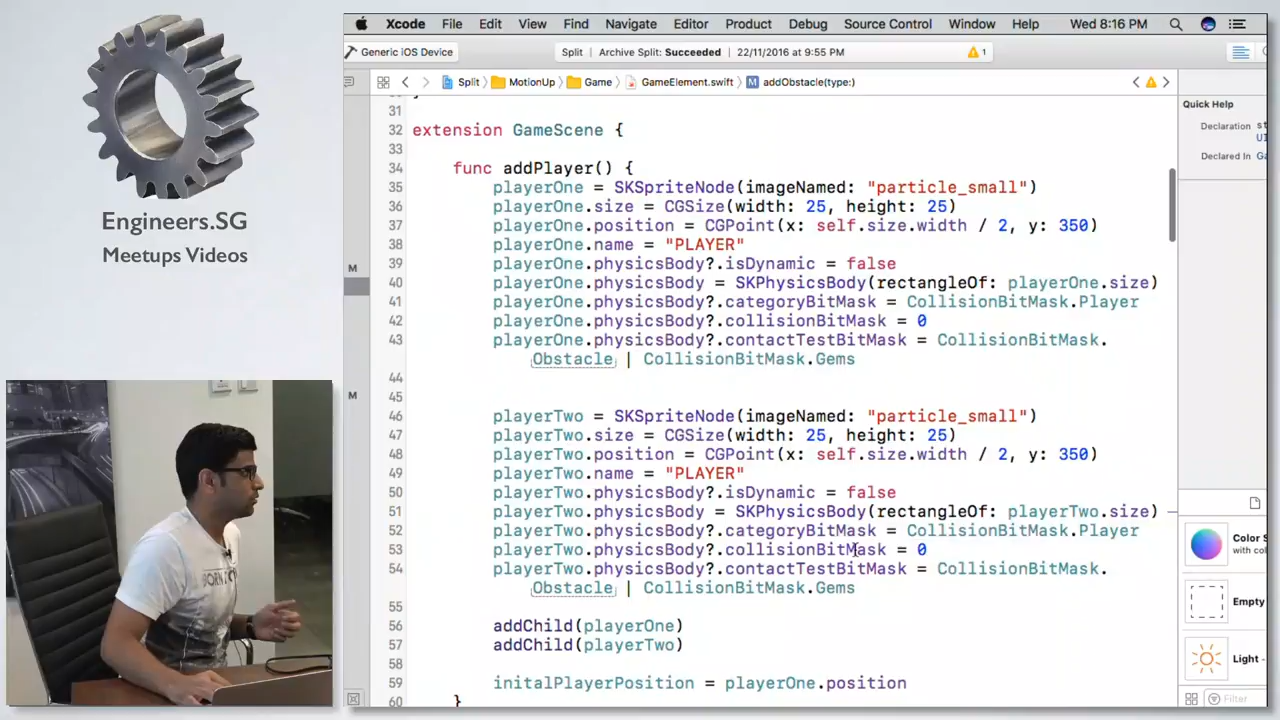 Engineers.SG
Meetups Videos
Xcode File Edit View Find Navigate Editor Product Debug Source Control Window Help Wed 8:16 PM
Generic iOS Device Split | Archive Split: Succeeded 22/11/2016 at 9:55 PM 1
Split MotionUp Game GameElement.swift M addObstacle(type:)
31
32 extension GameScene {
33
34 func addPlayer() {
35 playerOne = SKSpriteNode(imageNamed: "particle_small")
36 playerOne.size = CGSize(width: 25, height: 25)
37 playerOne.position = CGPoint(x: self.size.width / 2, y: 350)
38 playerOne.name = "PLAYER"
39 playerOne.physicsBody?.isDynamic = false
40 playerOne.physicsBody = SKPhysicsBody(rectangleOf: playerOne.size)
41 playerOne.physicsBody?.categoryBitMask = CollisionBitMask.Player
42 playerOne.physicsBody?.collisionBitMask = 0
43 playerOne.physicsBody?.contactTestBitMask = CollisionBitMask.
Obstacle | CollisionBitMask.Gems
44
45
46 playerTwo = SKSpriteNode(imageNamed: "particle_small")
47 playerTwo.size = CGSize(width: 25, height: 25)
48 playerTwo.position = CGPoint(x: self.size.width / 2, y: 350)
49 playerTwo.name = "PLAYER"
50 playerTwo.physicsBody?.isDynamic = false
51 playerTwo.physicsBody = SKPhysicsBody(rectangleOf: playerTwo.size)
52 playerTwo.physicsBody?.categoryBitMask = CollisionBitMask.Player
53 playerTwo.physicsBody?.collisionBitMask = 0
54 playerTwo.physicsBody?.contactTestBitMask = CollisionBitMask.
Obstacle | CollisionBitMask.Gems
55
56 addChild(playerOne)
57 addChild(playerTwo)
58
59 initalPlayerPosition = playerOne.position
60 }
M
M
Quick Help
Declaration st
UI
Declared In Ga
Color S
with col
Empty
Light -
Filter